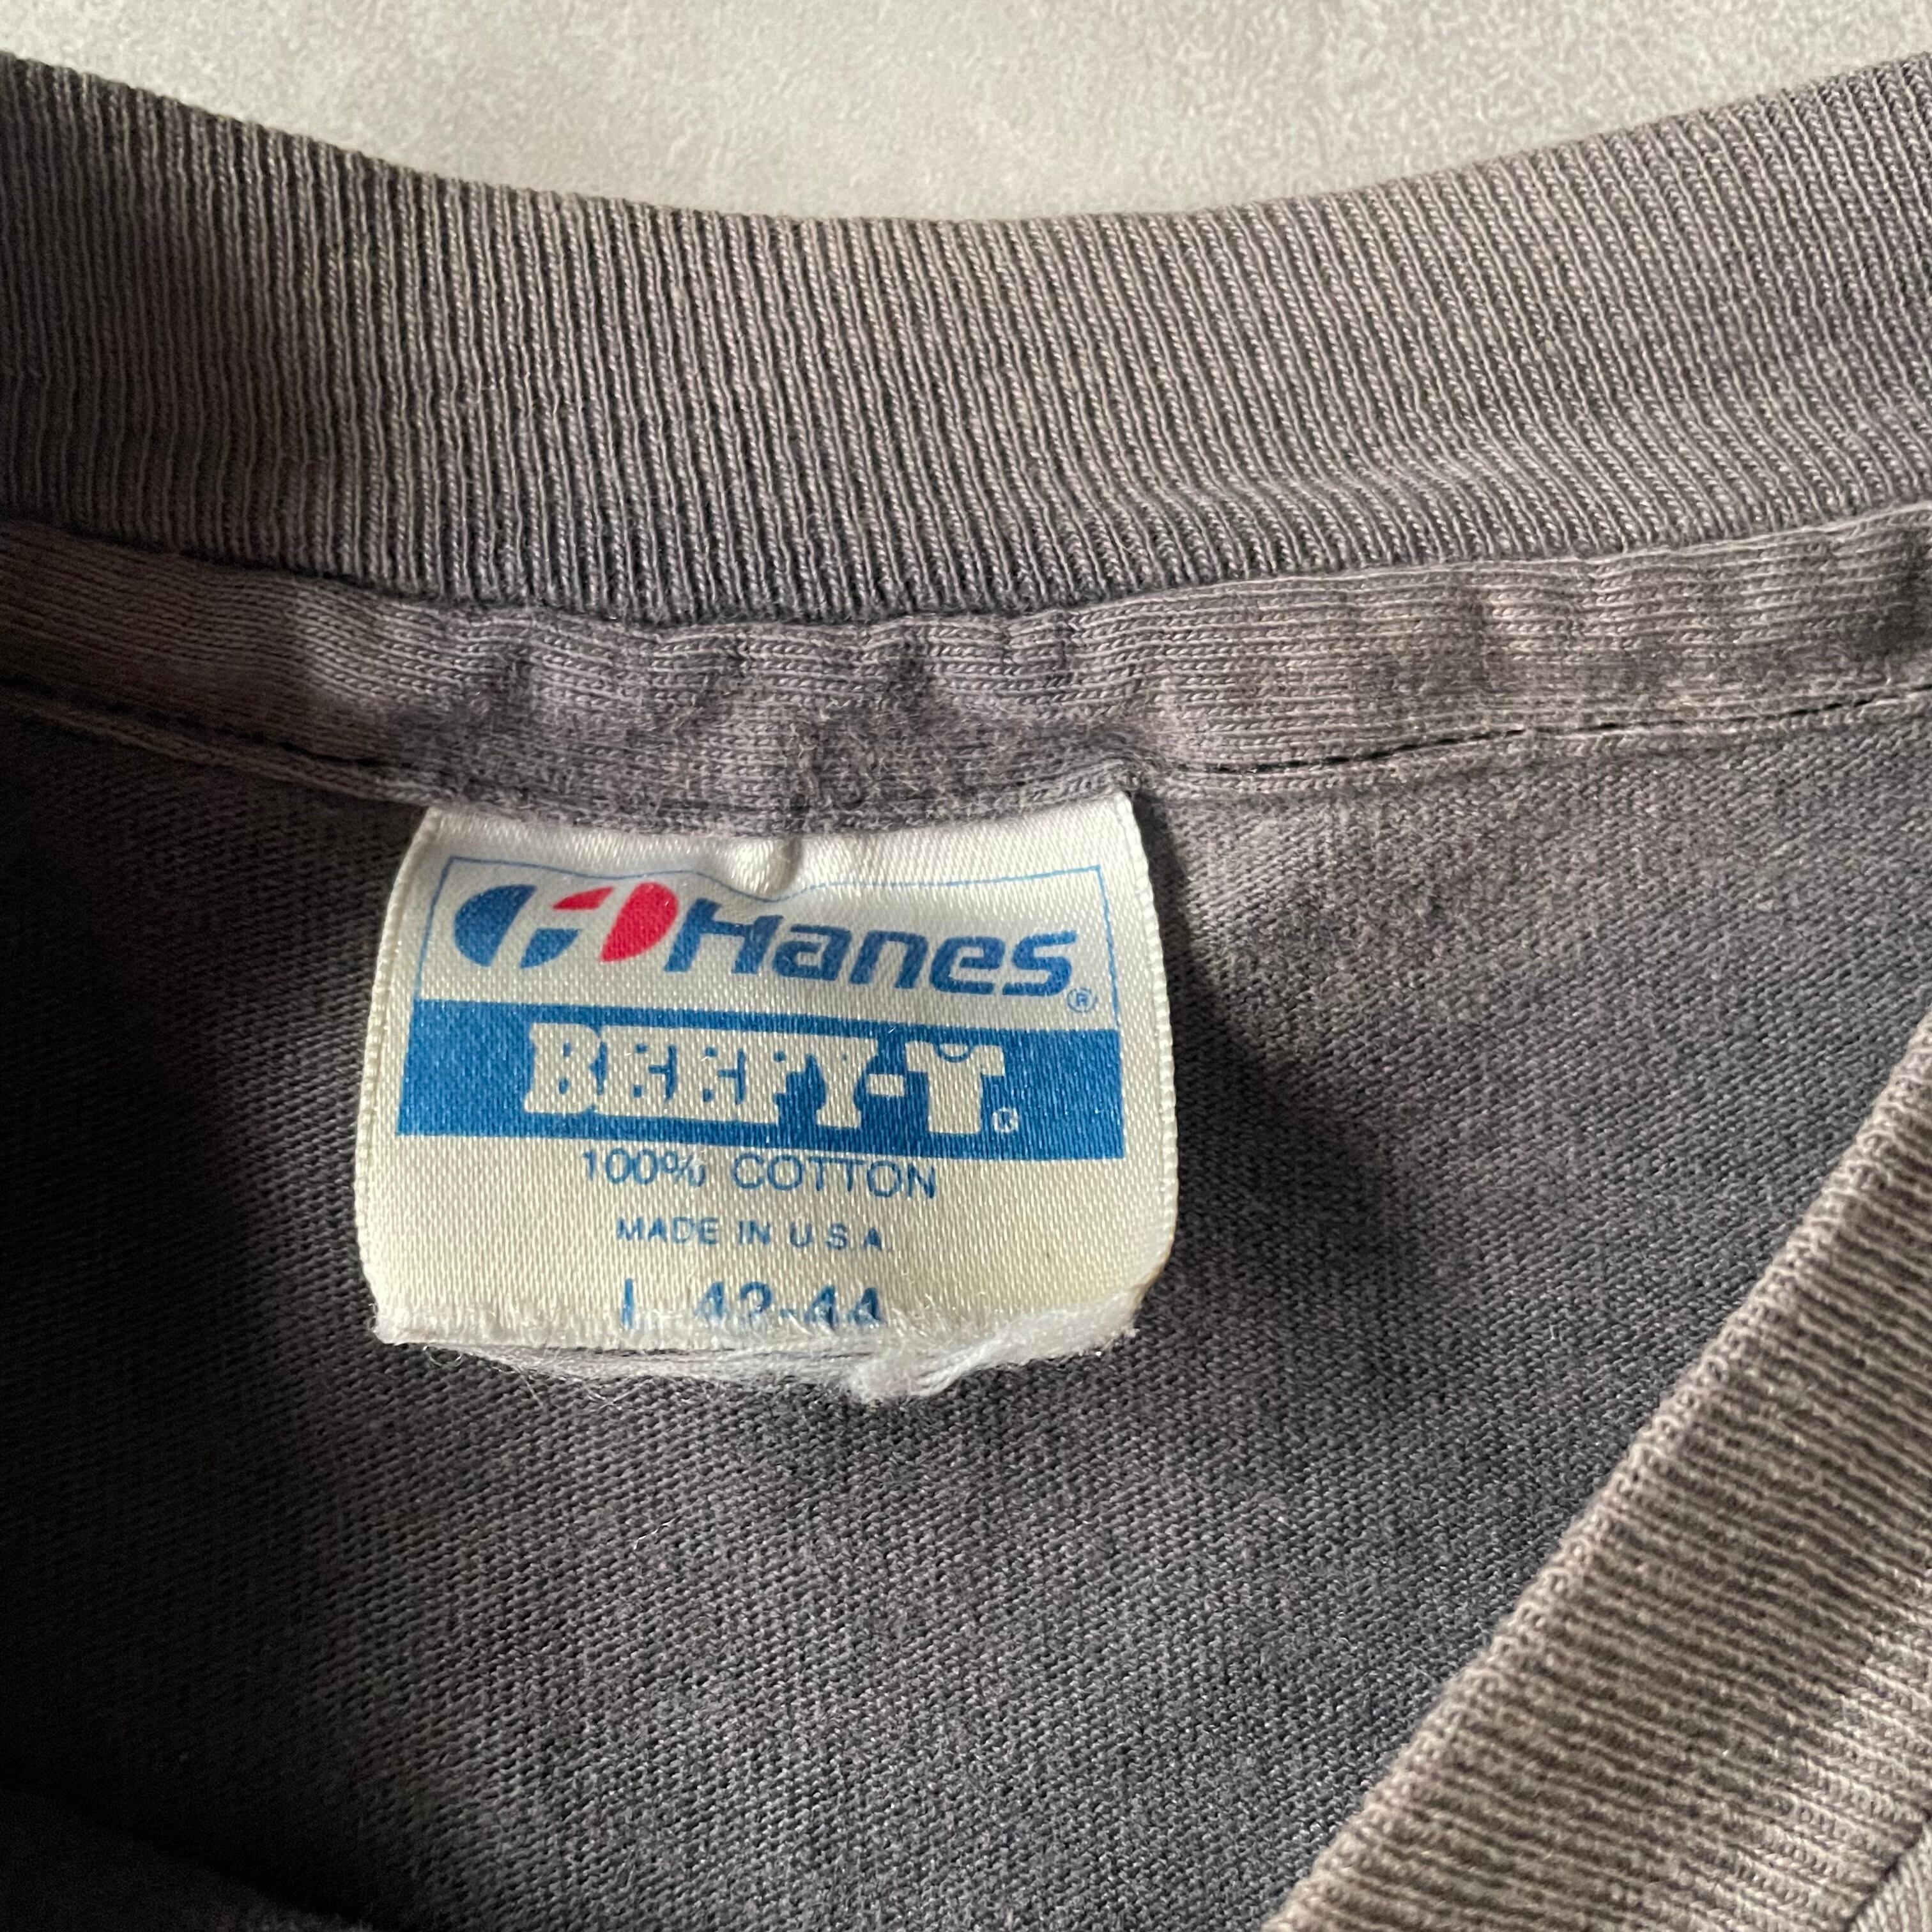 Hanes®
BEEFY-T®
100% COTTON
MADE IN U.S.A.
L 42-44